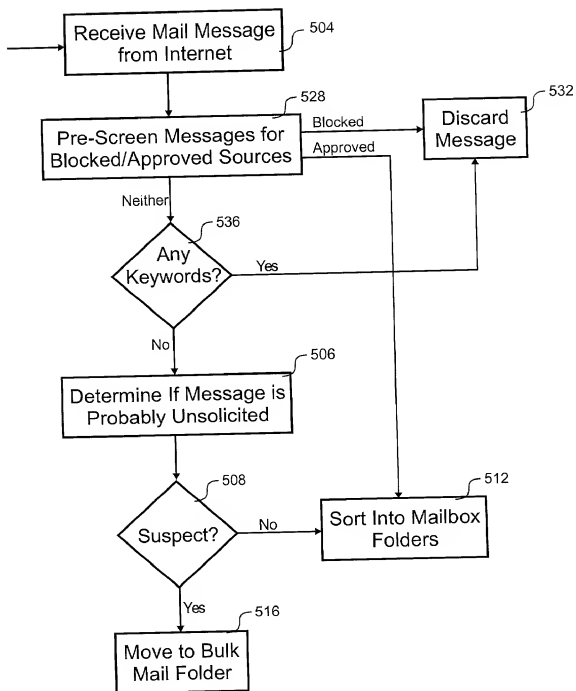 Receive Mail Message
from Internet
504
528
Pre-Screen Messages for
Blocked/Approved Sources
Blocked
Approved
Discard
Message
532
Neither
536
Any
Keywords?
Yes
No
506
Determine If Message is
Probably Unsolicited
508
Suspect?
No
512
Sort Into Mailbox
Folders
Yes
516
Move to Bulk
Mail Folder